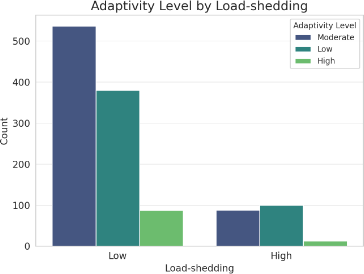 Adaptivity Level by Load-shedding
Adaptivity Level
Moderate
Low
High
500
400
300
200
100
0
Count
Low
High
Load-shedding